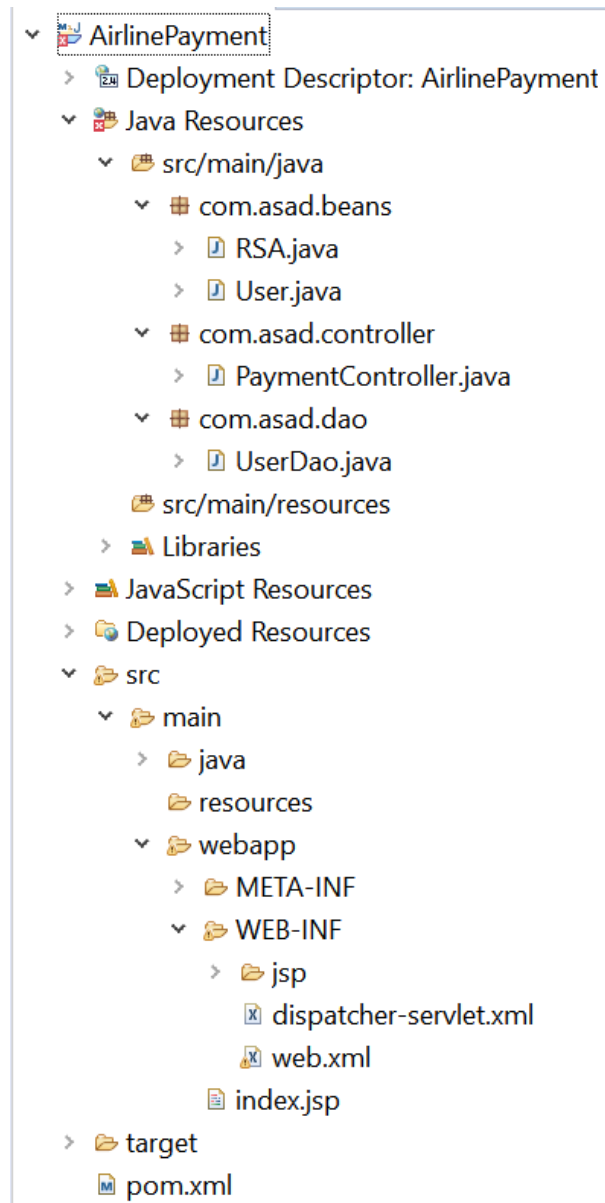 AirlinePayment
Deployment Descriptor: AirlinePayment
Java Resources
src/main/java
com.asad.beans
RSA.java
User.java
com.asad.controller
PaymentController.java
com.asad.dao
UserDao.java
src/main/resources
Libraries
JavaScript Resources
Deployed Resources
src
main
java
resources
webapp
META-INF
WEB-INF
jsp
dispatcher-servlet.xml
web.xml
index.jsp
target
pom.xml